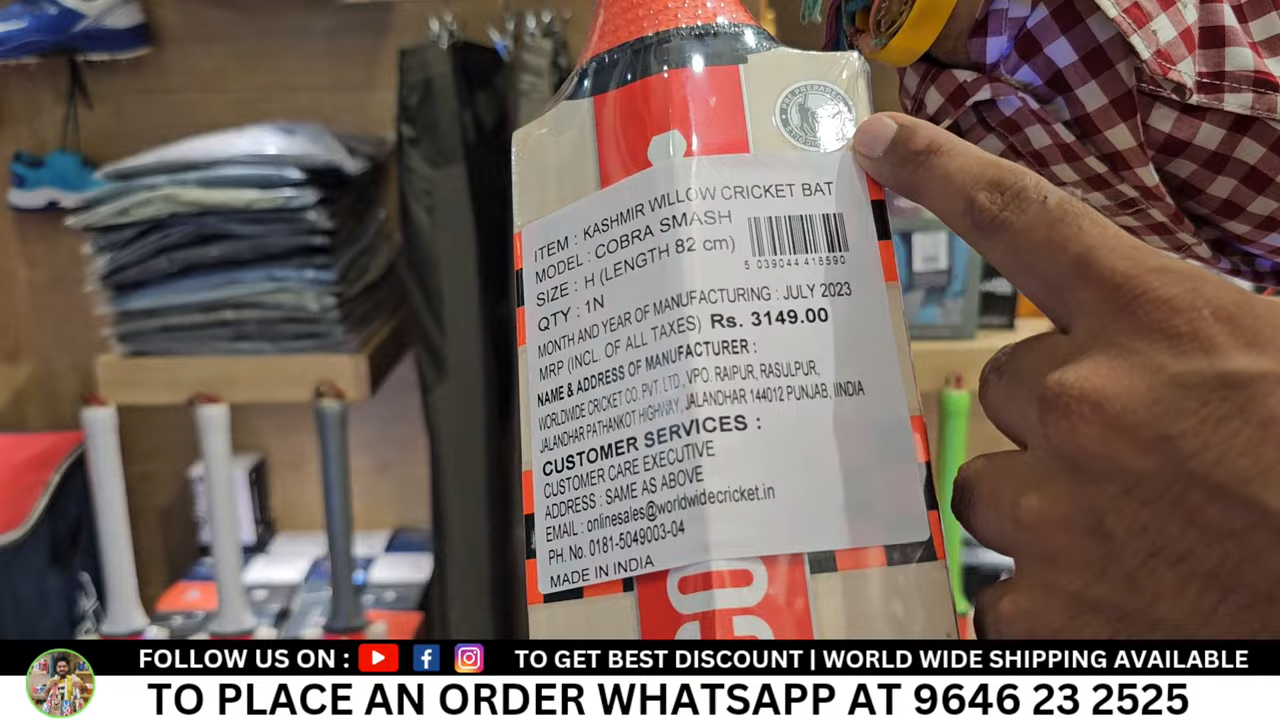 PRE PREPARED
ITEM : KASHMIR WILLOW CRICKET BAT
MODEL : COBRA SMASH
SIZE : H (LENGTH 82 cm)
5 039044 418590
QTY : 1N
MONTH AND YEAR OF MANUFACTURING : JULY 2023
MRP (INCL. OF ALL TAXES) Rs. 3149.00
NAME & ADDRESS OF MANUFACTURER :
WORLDWIDE CRICKET CO. PVT. LTD., VPO. RAIPUR, RASULPUR,
JALANDHAR PATHANKOT HIGHWAY, JALANDHAR 144012 PUNJAB, IINDIA
CUSTOMER SERVICES :
CUSTOMER CARE EXECUTIVE
ADDRESS : SAME AS ABOVE
EMAIL : onlinesales@worldwidecricket.in
PH. No. 0181-5049003-04
MADE IN INDIA
FOLLOW US ON : TO GET BEST DISCOUNT | WORLD WIDE SHIPPING AVAILABLE
TO PLACE AN ORDER WHATSAPP AT 9646 23 2525